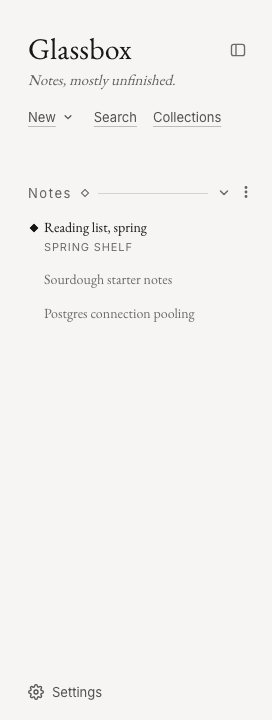 Glassbox
Notes, mostly unfinished.
New Search Collections
Notes
Reading list, spring
SPRING SHELF
Sourdough starter notes
Postgres connection pooling
Settings